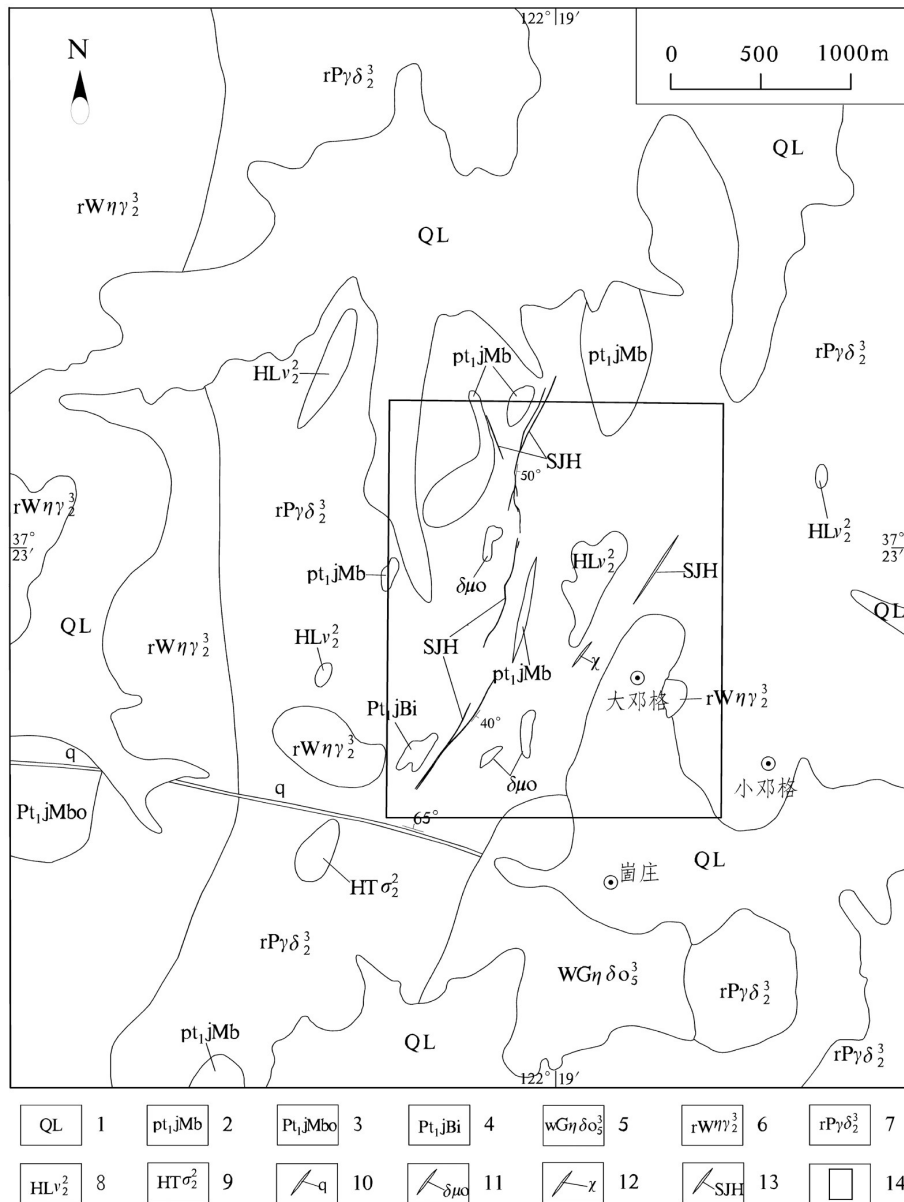 122° 19′
N
0 500 1000m
rPγδ₂³
QL
rWηγ₂³
QL
pt₁jMb
pt₁jMb
rPγδ₂³
HLν₂²
SJH
50°
rWηγ₂³
rPγδ₂³
HLν₂²
37° 23′
37° 23′
HLν₂²
pt₁jMb
δμο
SJH
QL
QL
HLν₂²
SJH
rWηγ₂³
χ
pt₁jMb
大邓格
rWηγ₂³
Pt₁jBi
40°
rWηγ₂³
q
小邓格
q
δμο
Pt₁jMbo
65°
QL
崮庄
HTσ₂²
rPγδ₂³
WGηδο₅³
rPγδ₂³
pt₁jMb
QL
rPγδ₂³
122° 19′
QL 1 pt₁jMb 2 Pt₁jMbo 3 Pt₁jBi 4 wGηδο₅³ 5 rWηγ₂³ 6 rPγδ₂³ 7
HLν₂² 8 HTσ₂² 9 q 10 δμο 11 χ 12 SJH 13 14